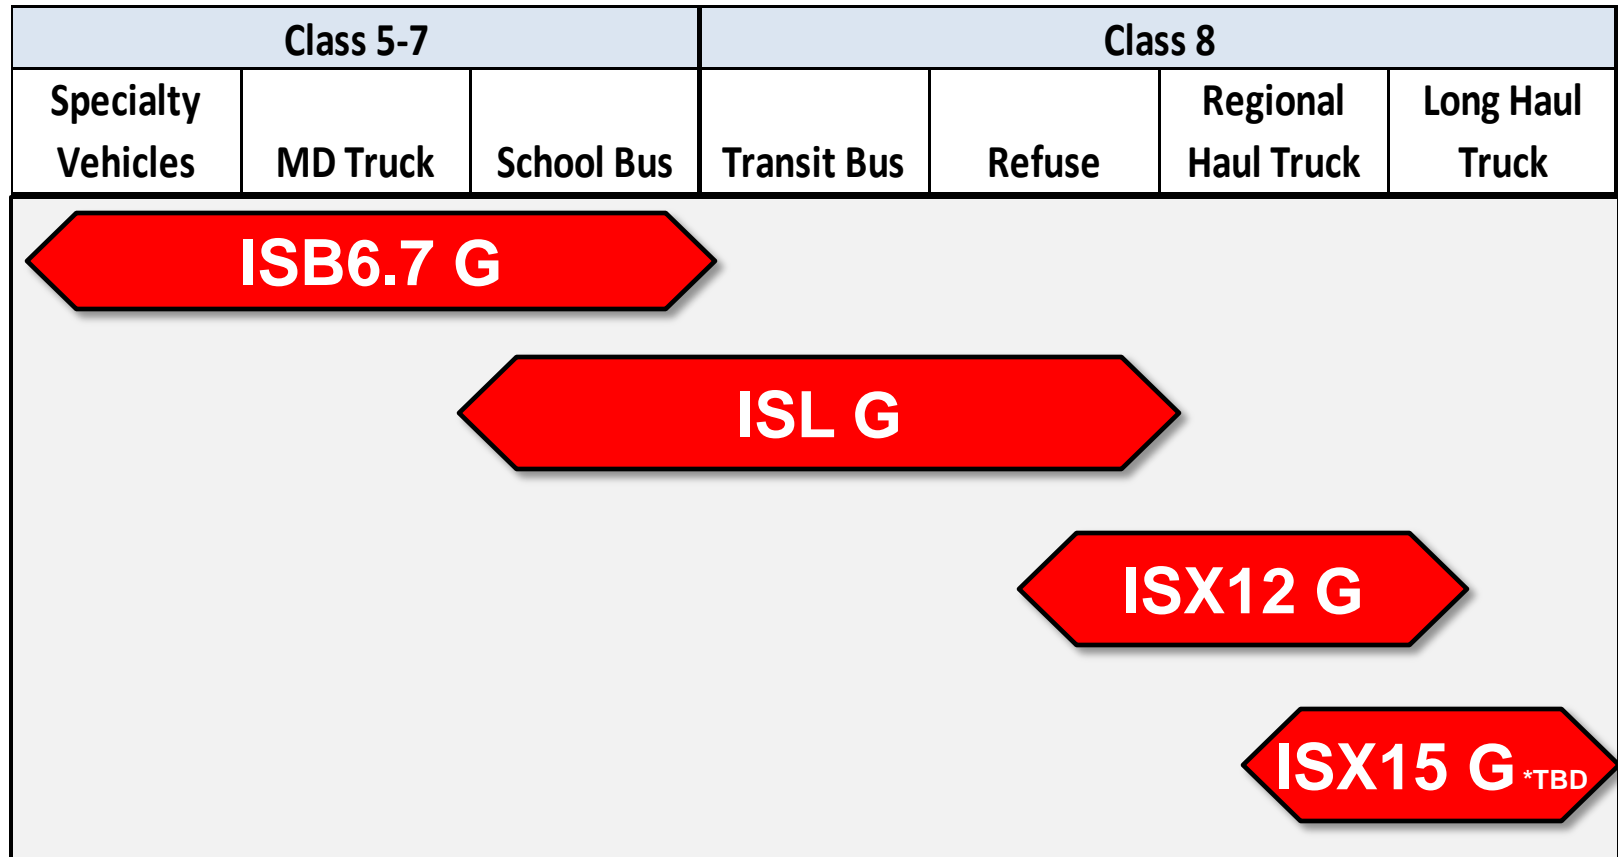 Class 5-7
Class 8
Specialty
Vehicles
MD Truck
School Bus
Transit Bus
Refuse
Regional
Haul Truck
Long Haul
Truck
ISB6.7 G
ISL G
ISX12 G
ISX15 G *TBD